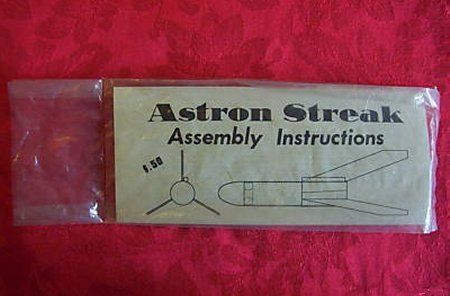 Astron Streak
Assembly Instructions
$.50